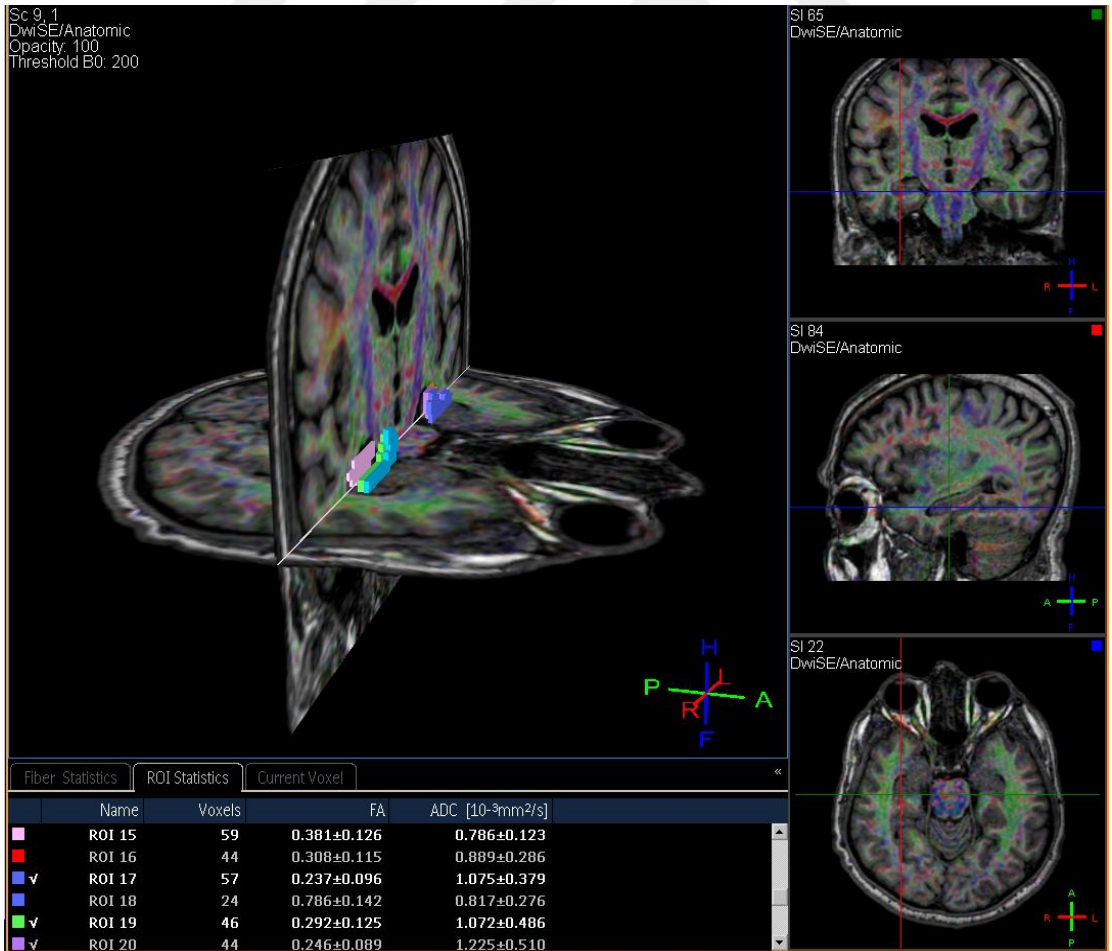 Sc 9, 1
DwiSE/Anatomic
Opacity: 100
Threshold B0: 200
H
L
P
A
R
F
SI 65
DwiSE/Anatomic
H
R L
F
SI 84
DwiSE/Anatomic
H
A P
F
SI 22
DwiSE/Anatomic
A
R L
P
Fiber Statistics ROI Statistics Current Voxel «
Name Voxels FA ADC [10-³mm²/s]
ROI 15 59 0.381±0.126 0.786±0.123
ROI 16 44 0.308±0.115 0.889±0.286
√ ROI 17 57 0.237±0.096 1.075±0.379
ROI 18 24 0.786±0.142 0.817±0.276
√ ROI 19 46 0.292±0.125 1.072±0.486
√ ROI 20 44 0.246±0.089 1.225±0.510